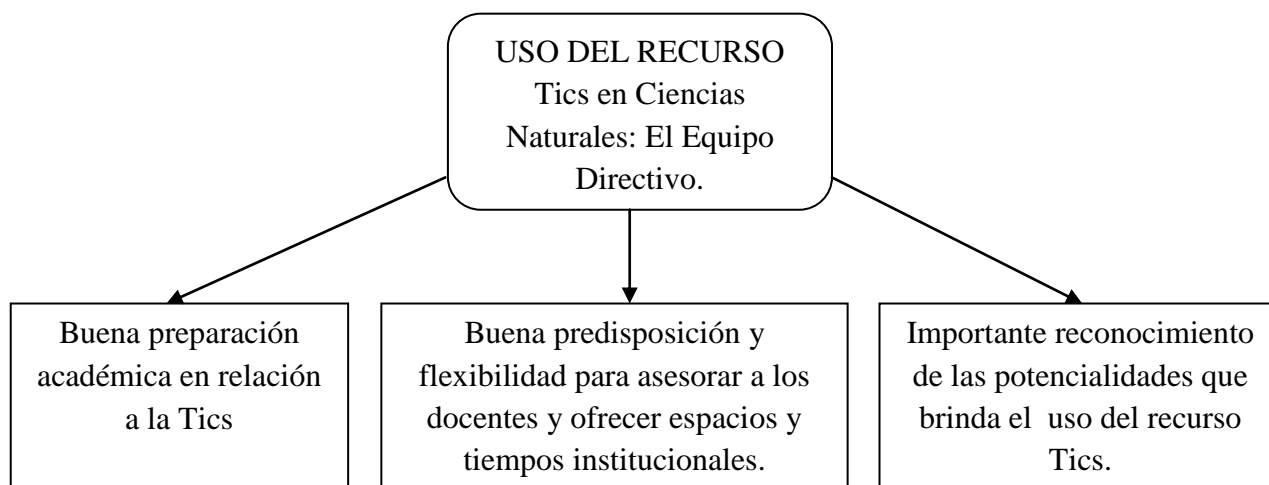 USO DEL RECURSO
Tics en Ciencias
Naturales: El Equipo
Directivo.
Buena preparación
académica en relación
a la Tics
Buena predisposición y
flexibilidad para asesorar a los
docentes y ofrecer espacios y
tiempos institucionales.
Importante reconocimiento
de las potencialidades que
brinda el uso del recurso
Tics.